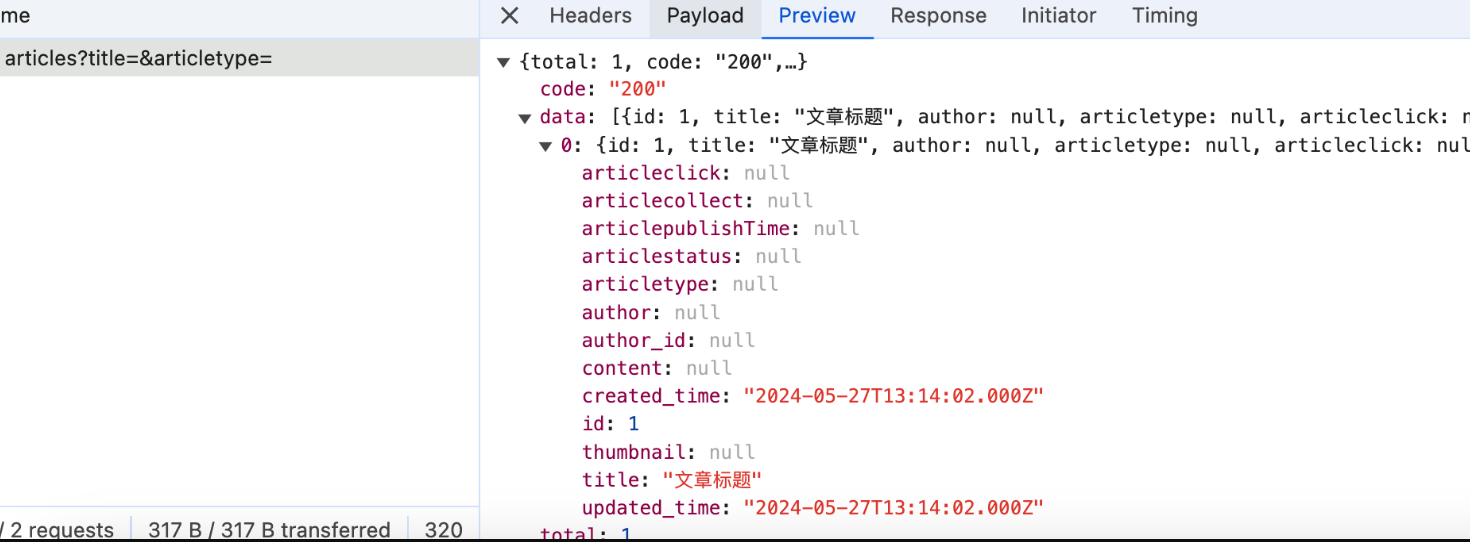 me
Headers Payload Preview Response Initiator Timing
articles?title=&articletype=
{total: 1, code: "200",…}
code: "200"
data: [{id: 1, title: "文章标题", author: null, articletype: null, articleclick: n
0: {id: 1, title: "文章标题", author: null, articletype: null, articleclick: nul
articleclick: null
articlecollect: null
articlepublishTime: null
articlestatus: null
articletype: null
author: null
author_id: null
content: null
created_time: "2024-05-27T13:14:02.000Z"
id: 1
thumbnail: null
title: "文章标题"
updated_time: "2024-05-27T13:14:02.000Z"
total: 1
/ 2 requests 317 B / 317 B transferred 320